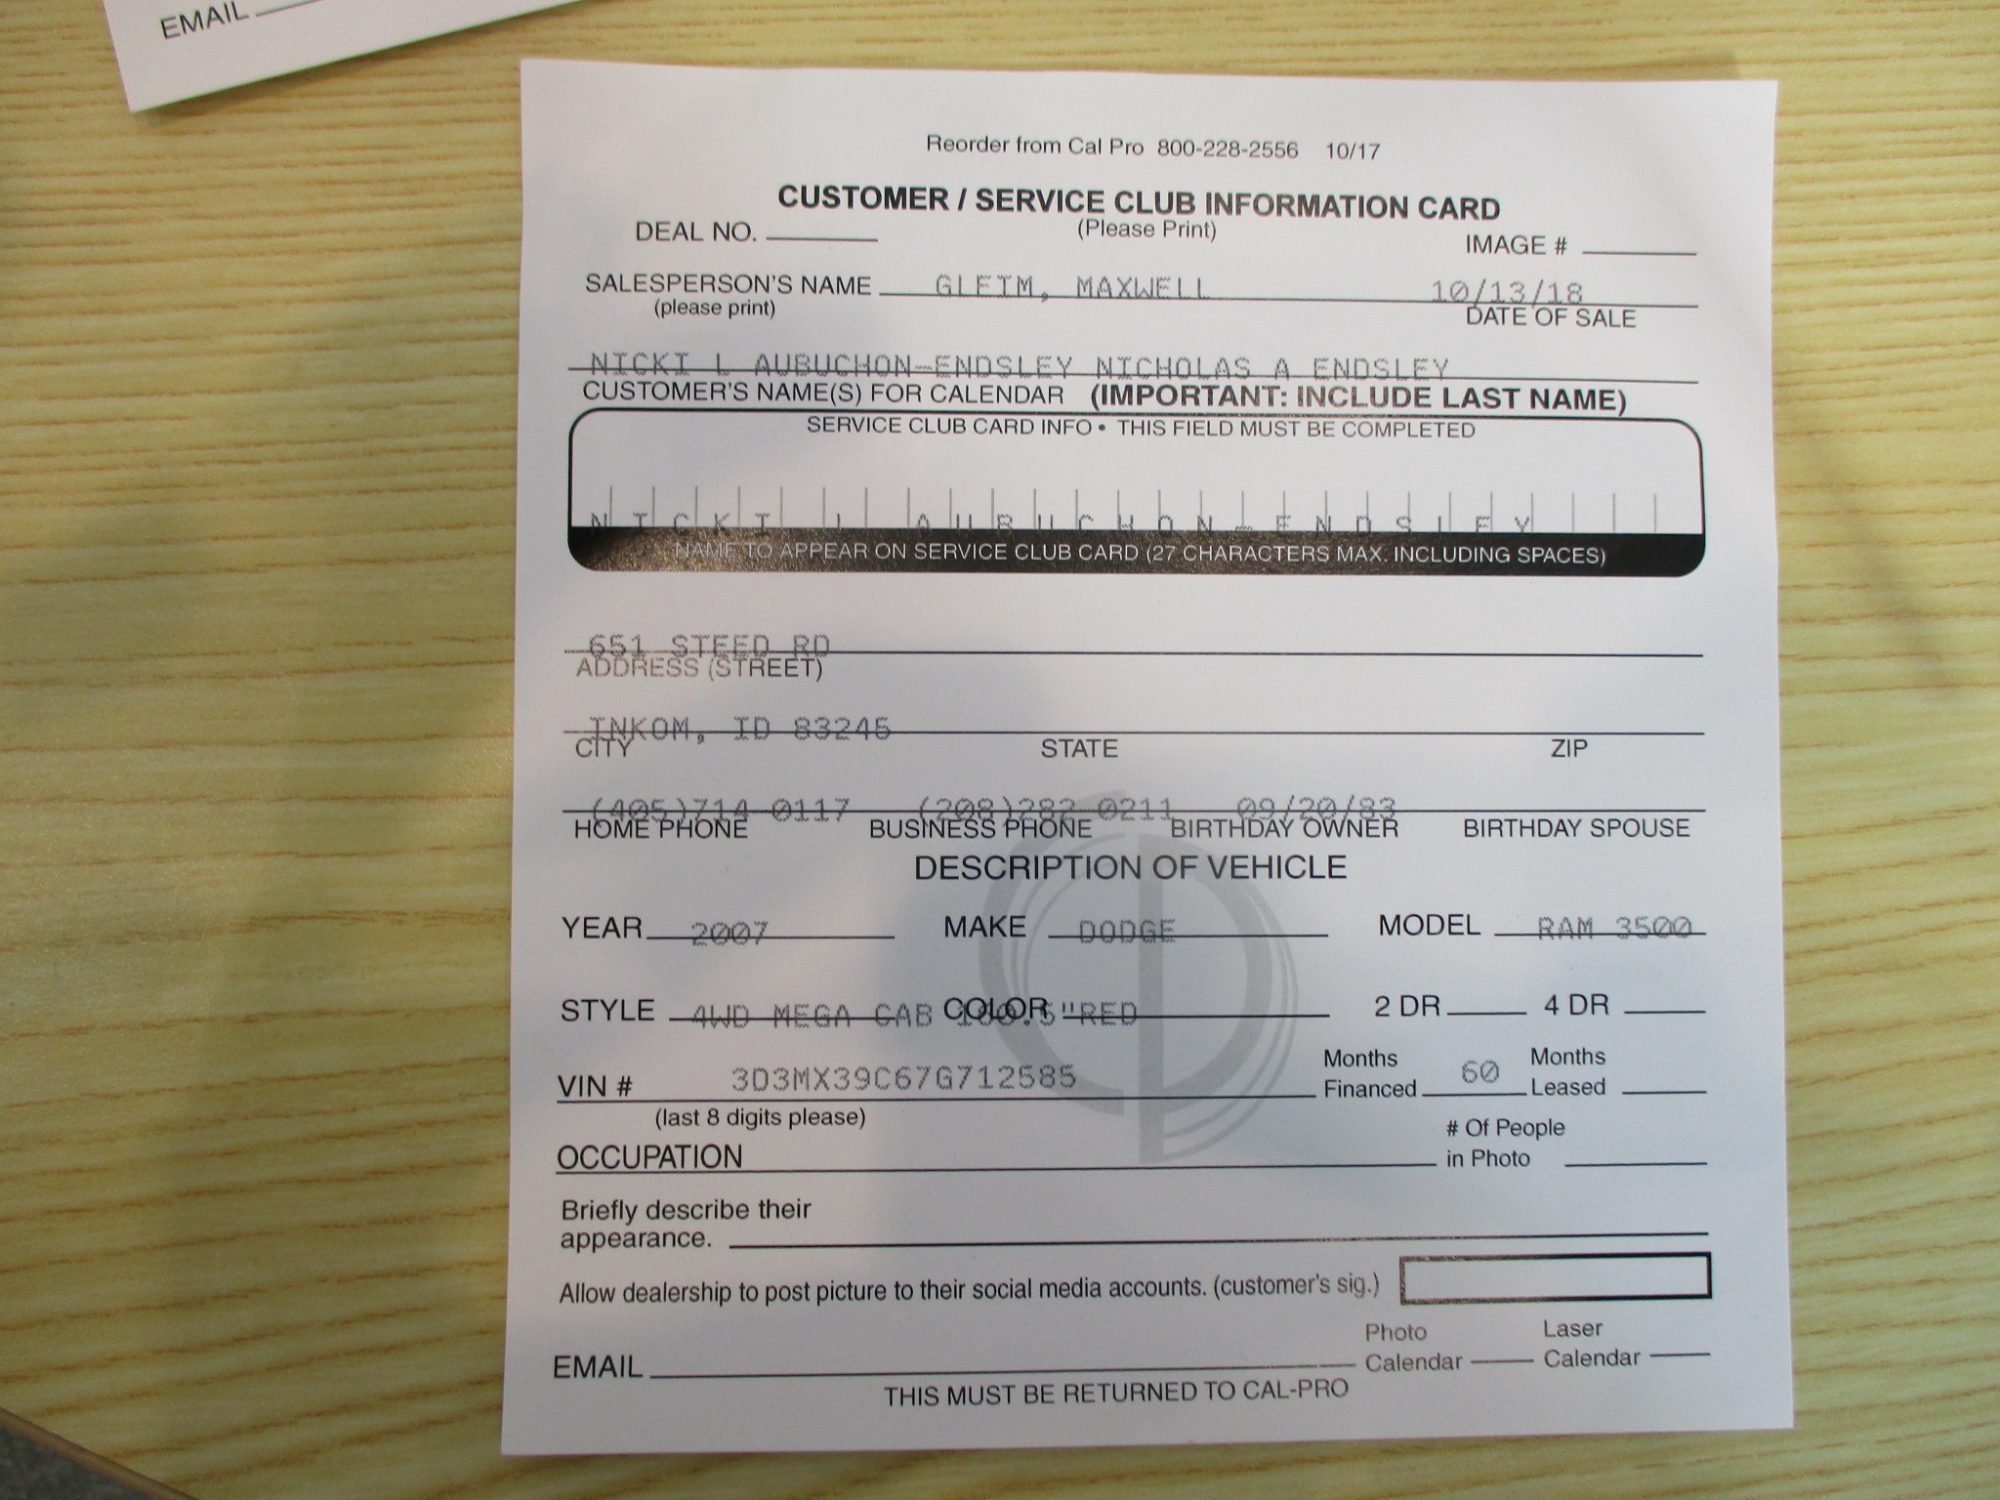 EMAIL
Reorder from Cal Pro 800-228-2556 10/17
CUSTOMER / SERVICE CLUB INFORMATION CARD
DEAL NO. (Please Print) IMAGE #
SALESPERSON'S NAME GLEIM, MAXWELL 10/13/18
(please print) DATE OF SALE
NICKI L AUBUCHON-ENDSLEY NICHOLAS A ENDSLEY
CUSTOMER'S NAME(S) FOR CALENDAR (IMPORTANT: INCLUDE LAST NAME)
SERVICE CLUB CARD INFO • THIS FIELD MUST BE COMPLETED
NICKI L AUBUCHON-ENDSLEY
NAME TO APPEAR ON SERVICE CLUB CARD (27 CHARACTERS MAX. INCLUDING SPACES)
651 STEED RD
ADDRESS (STREET)
INKOM, ID 83245
CITY STATE ZIP
(405)714 0117 (208)282 0211 09/20/83
HOME PHONE BUSINESS PHONE BIRTHDAY OWNER BIRTHDAY SPOUSE
DESCRIPTION OF VEHICLE
YEAR 2007 MAKE DODGE MODEL RAM 3500
STYLE 4WD MEGA CAB COLOR RED 2 DR 4 DR
VIN # 3D3MX39C67G712585 Months Financed 60 Months Leased
(last 8 digits please)
OCCUPATION # Of People in Photo
Briefly describe their
appearance.
Allow dealership to post picture to their social media accounts. (customer's sig.)
EMAIL Photo Calendar Laser Calendar
THIS MUST BE RETURNED TO CAL-PRO